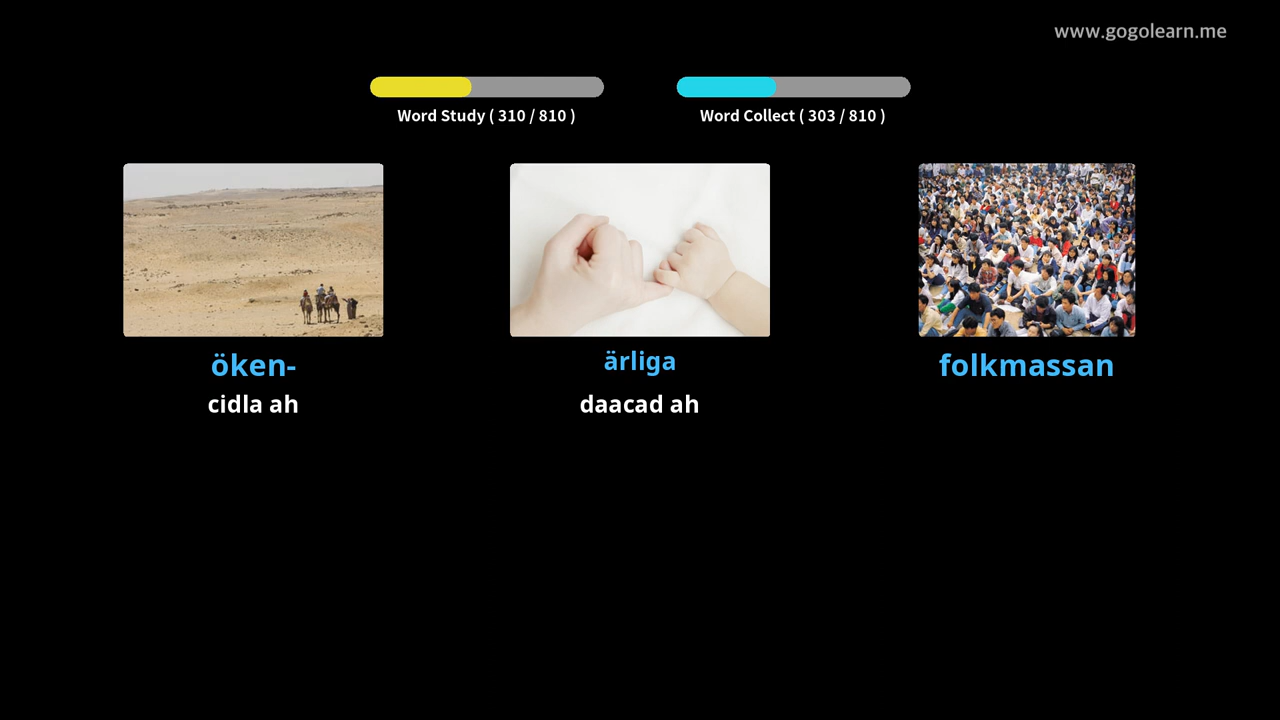 www.gogolearn.me
Word Study ( 310 / 810 )
Word Collect ( 303 / 810 )
öken-
cidla ah
ärliga
daacad ah
folkmassan